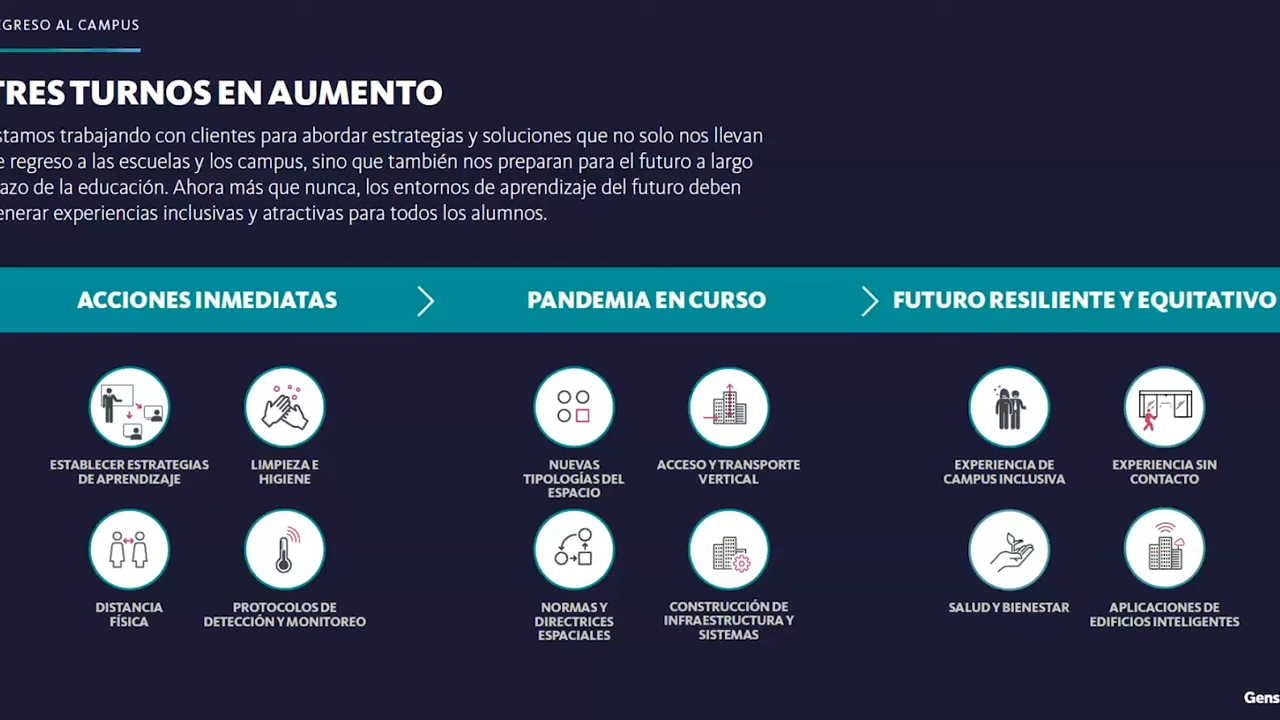 EGRESO AL CAMPUS
TRES TURNOS EN AUMENTO
stamos trabajando con clientes para abordar estrategias y soluciones que no solo nos llevan
e regreso a las escuelas y los campus, sino que también nos preparan para el futuro a largo
azo de la educación. Ahora más que nunca, los entornos de aprendizaje del futuro deben
enerar experiencias inclusivas y atractivas para todos los alumnos.
ACCIONES INMEDIATAS
PANDEMIA EN CURSO
FUTURO RESILIENTE Y EQUITATIVO
ESTABLECER ESTRATEGIAS
DE APRENDIZAJE
LIMPIEZA E
HIGIENE
DISTANCIA
FÍSICA
PROTOCOLOS DE
DETECCIÓN Y MONITOREO
NUEVAS
TIPOLOGÍAS DEL
ESPACIO
ACCESO Y TRANSPORTE
VERTICAL
NORMAS Y
DIRECTRICES
ESPACIALES
CONSTRUCCIÓN DE
INFRAESTRUCTURA Y
SISTEMAS
EXPERIENCIA DE
CAMPUS INCLUSIVA
EXPERIENCIA SIN
CONTACTO
SALUD Y BIENESTAR
APLICACIONES DE
EDIFICIOS INTELIGENTES
Gens